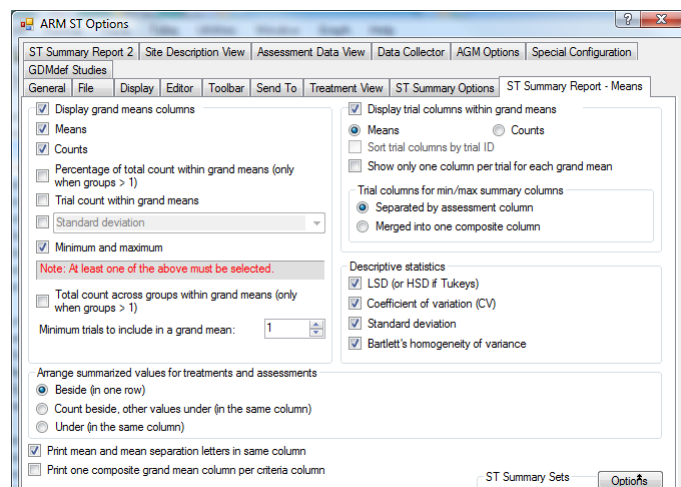 ARM ST Options
ST Summary Report 2 Site Description View Assessment Data View Data Collector AGM Options Special Configuration
GDMdef Studies
General File Display Editor Toolbar Send To Treatment View ST Summary Options ST Summary Report - Means
Display grand means columns
Means
Counts
Percentage of total count within grand means (only
when groups > 1)
Trial count within grand means
Standard deviation
Minimum and maximum
Note: At least one of the above must be selected.
Total count across groups within grand means (only
when groups > 1)
Minimum trials to include in a grand mean: 1
Display trial columns within grand means
Means Counts
Sort trial columns by trial ID
Show only one column per trial for each grand mean
Trial columns for min/max summary columns
Separated by assessment column
Merged into one composite column
Descriptive statistics
LSD (or HSD if Tukeys)
Coefficient of variation (CV)
Standard deviation
Bartlett's homogeneity of variance
Arrange summarized values for treatments and assessments
Beside (in one row)
Count beside, other values under (in the same column)
Under (in the same column)
Print mean and mean separation letters in same column
Print one composite grand mean column per criteria column
ST Summary Sets Options